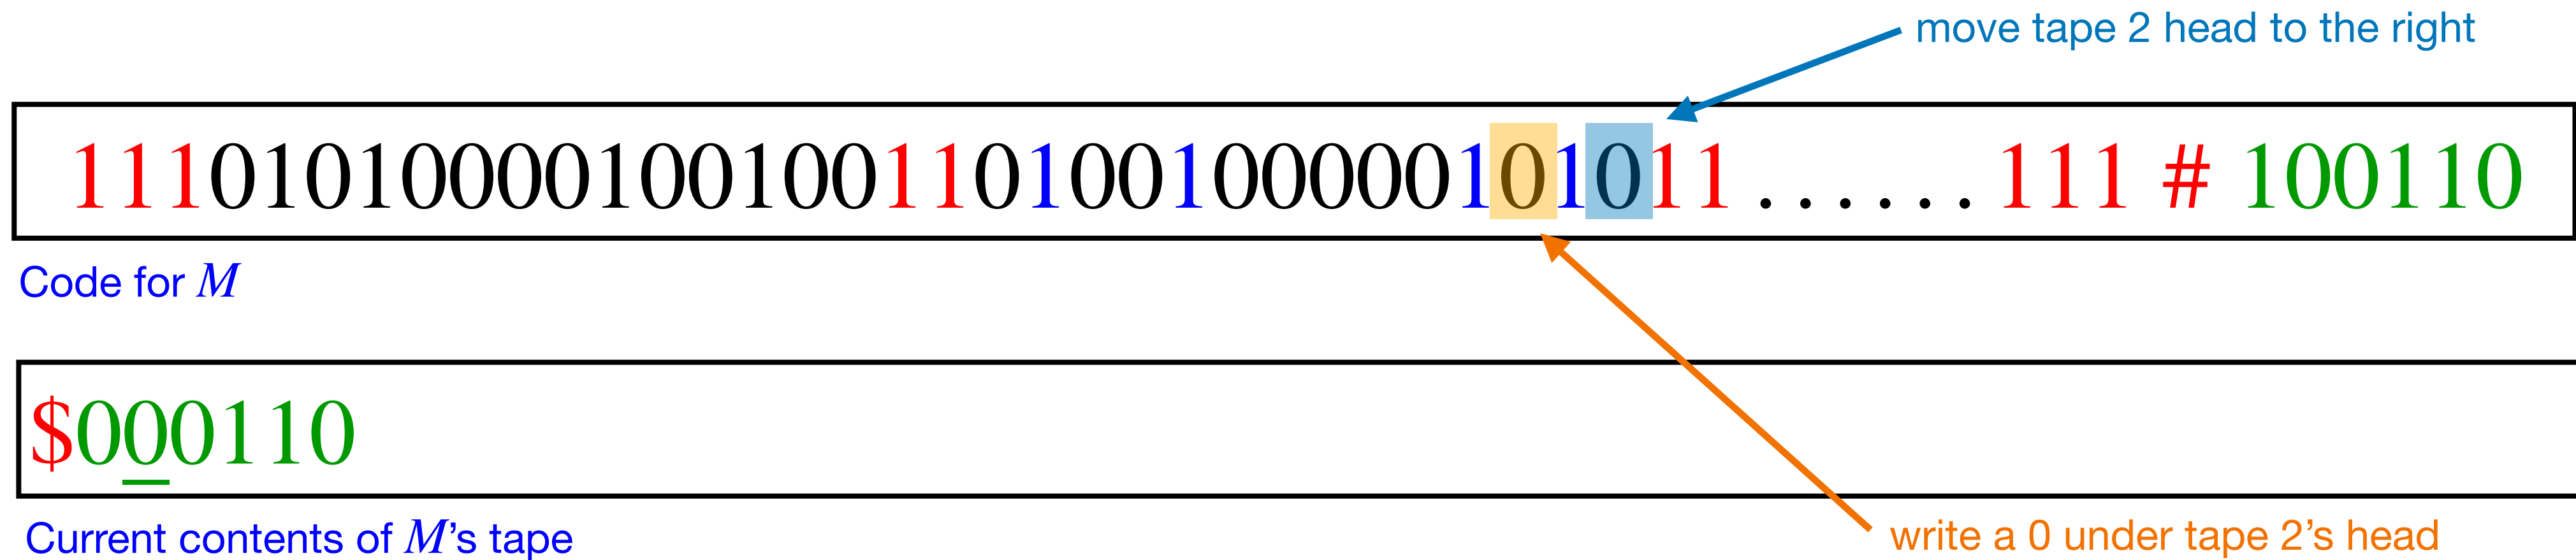 move tape 2 head to the right
11101010000100100110100100000101011 . . . . . . 111 # 100110
Code for M
$000110
Current contents of M's tape
write a 0 under tape 2's head